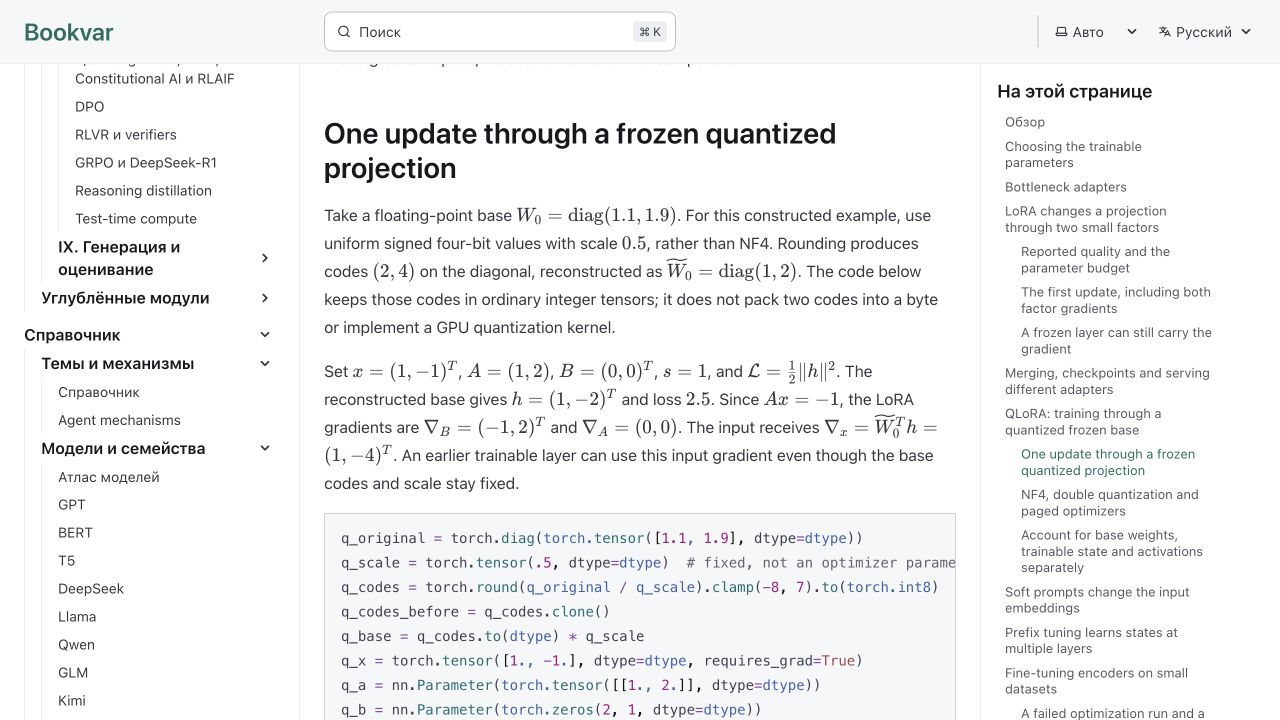 Bookvar
Поиск
⌘ K
Авто
Русский
Constitutional AI и RLAIF
DPO
RLVR и verifiers
GRPO и DeepSeek-R1
Reasoning distillation
Test-time compute
IX. Генерация и
оценивание
Углублённые модули
Справочник
Темы и механизмы
Справочник
Agent mechanisms
Модели и семейства
Атлас моделей
GPT
BERT
T5
DeepSeek
Llama
Qwen
GLM
Kimi
One update through a frozen quantized
projection
Take a floating-point base W₀ = diag(1.1, 1.9). For this constructed example, use
uniform signed four-bit values with scale 0.5, rather than NF4. Rounding produces
codes (2, 4) on the diagonal, reconstructed as W̃₀ = diag(1, 2). The code below
keeps those codes in ordinary integer tensors; it does not pack two codes into a byte
or implement a GPU quantization kernel.
Set x = (1, −1)ᵀ, A = (1, 2), B = (0, 0)ᵀ, s = 1, and ℒ = ½‖h‖². The
reconstructed base gives h = (1, −2)ᵀ and loss 2.5. Since Ax = −1, the LoRA
gradients are ∇_B = (−1, 2)ᵀ and ∇_A = (0, 0). The input receives ∇ₓ = W̃₀ᵀh =
(1, −4)ᵀ. An earlier trainable layer can use this input gradient even though the base
codes and scale stay fixed.
q_original = torch.diag(torch.tensor([1.1, 1.9], dtype=dtype))
q_scale = torch.tensor(.5, dtype=dtype)  # fixed, not an optimizer parame
q_codes = torch.round(q_original / q_scale).clamp(-8, 7).to(torch.int8)
q_codes_before = q_codes.clone()
q_base = q_codes.to(dtype) * q_scale
q_x = torch.tensor([1., -1.], dtype=dtype, requires_grad=True)
q_a = nn.Parameter(torch.tensor([[1., 2.]], dtype=dtype))
q_b = nn.Parameter(torch.zeros(2, 1, dtype=dtype))
На этой странице
Обзор
Choosing the trainable
parameters
Bottleneck adapters
LoRA changes a projection
through two small factors
Reported quality and the
parameter budget
The first update, including both
factor gradients
A frozen layer can still carry the
gradient
Merging, checkpoints and serving
different adapters
QLoRA: training through a
quantized frozen base
One update through a frozen
quantized projection
NF4, double quantization and
paged optimizers
Account for base weights,
trainable state and activations
separately
Soft prompts change the input
embeddings
Prefix tuning learns states at
multiple layers
Fine-tuning encoders on small
datasets
A failed optimization run and a